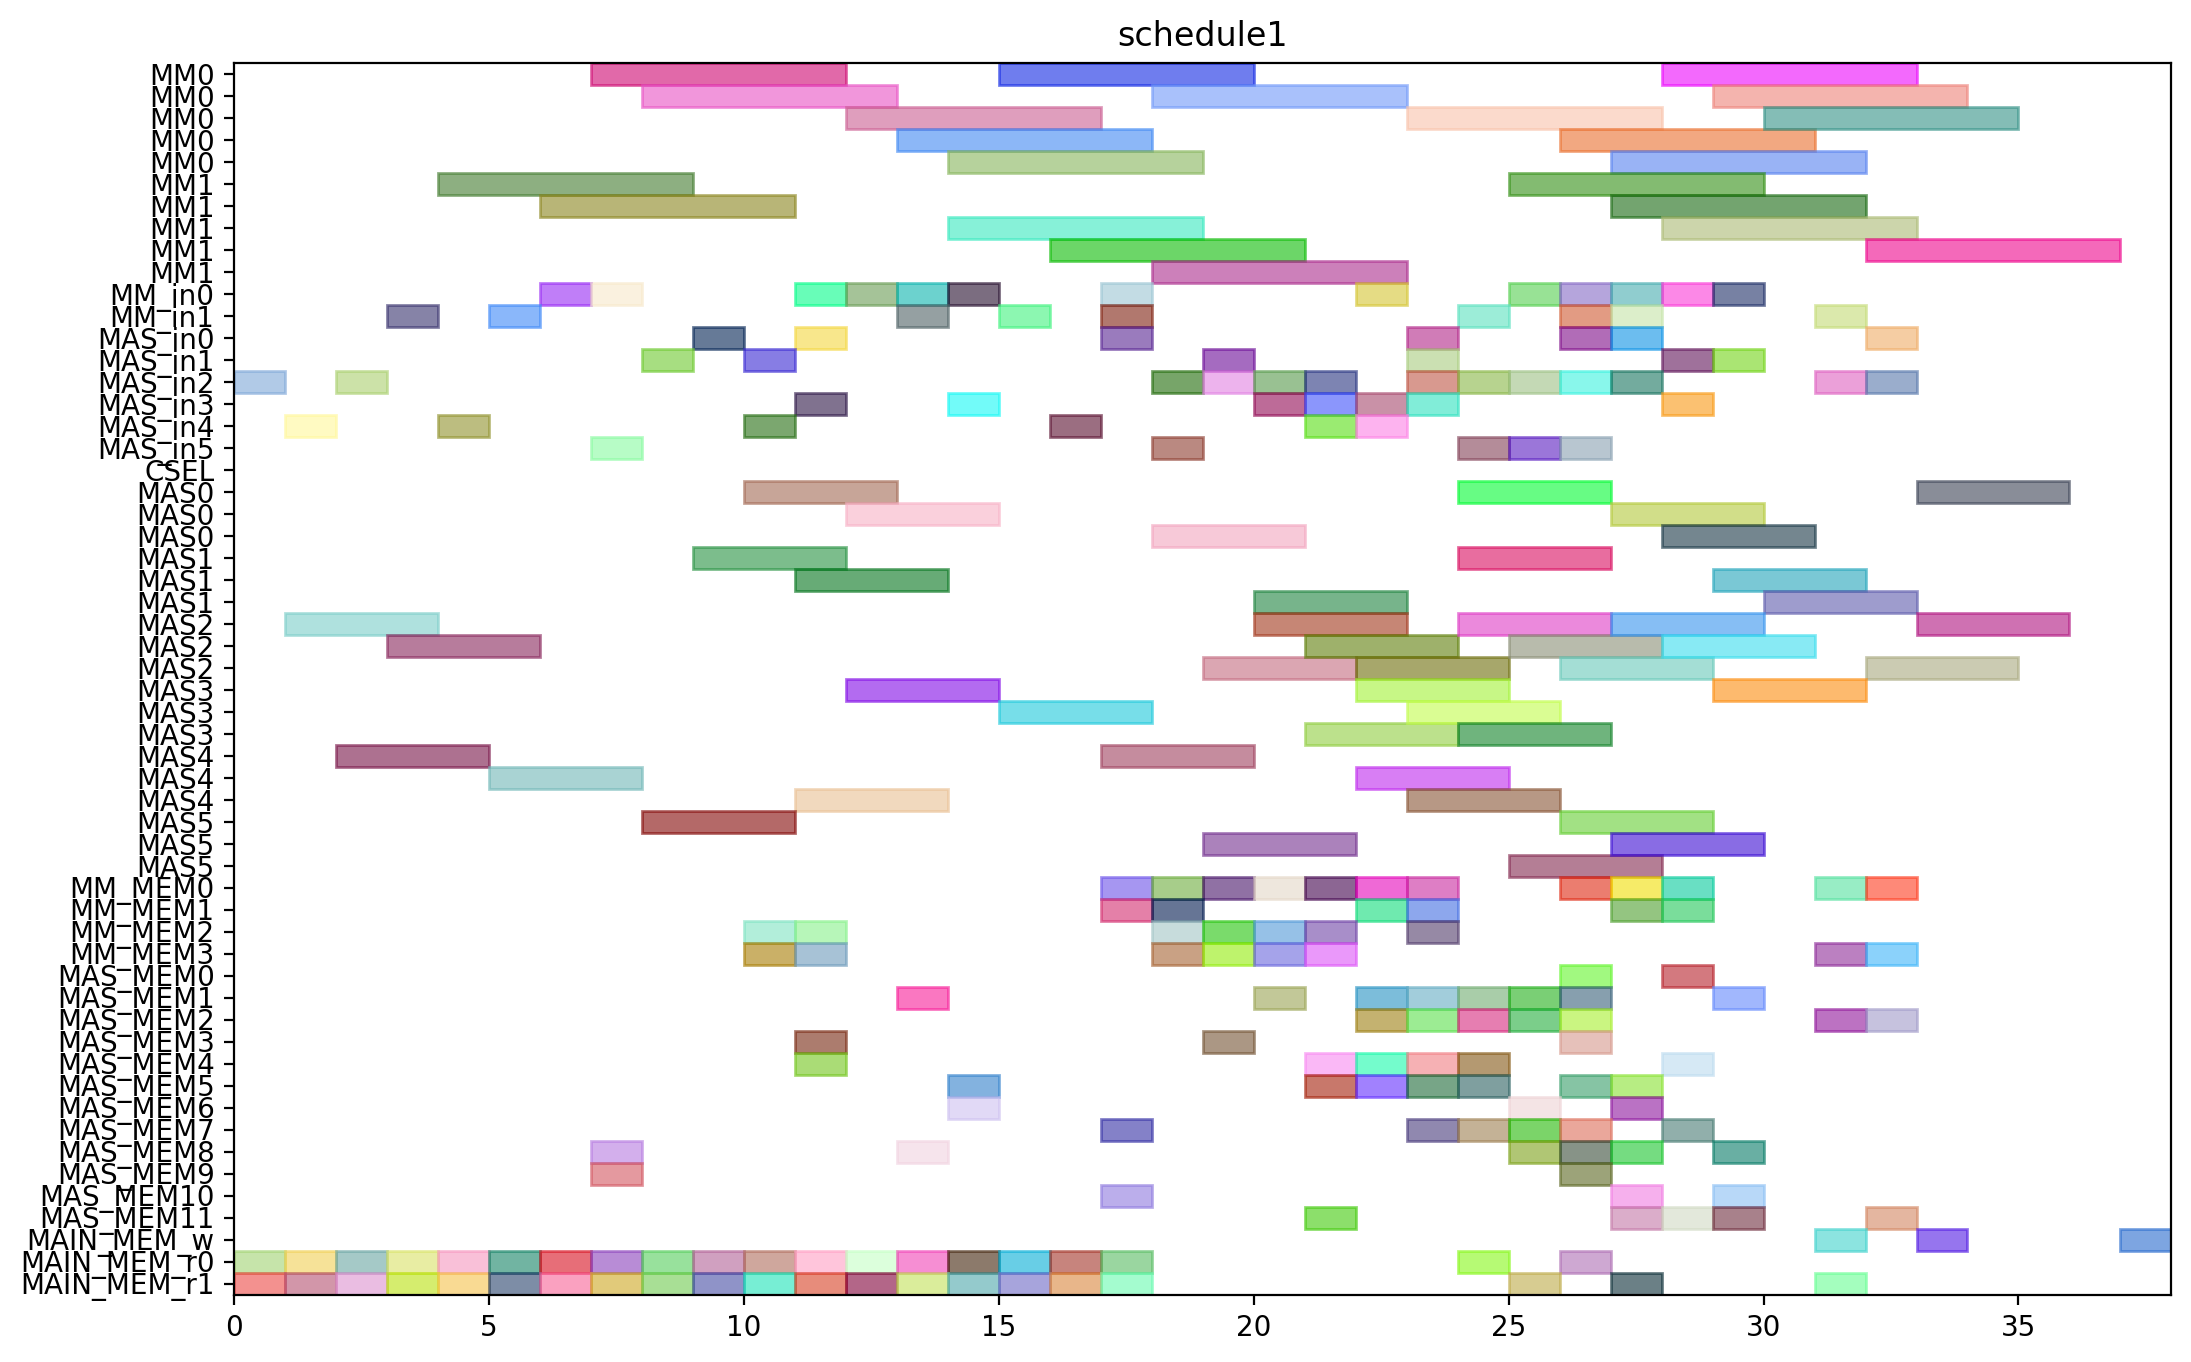 schedule1
MM0
MM0
MM0
MM0
MM0
MM1
MM1
MM1
MM1
MM1
MM_in0
MM_in1
MAS_in0
MAS_in1
MAS_in2
MAS_in3
MAS_in4
MAS_in5
CSEL
MAS0
MAS0
MAS0
MAS1
MAS1
MAS1
MAS2
MAS2
MAS2
MAS3
MAS3
MAS3
MAS4
MAS4
MAS4
MAS5
MAS5
MAS5
MM_MEM0
MM_MEM1
MM_MEM2
MM_MEM3
MAS_MEM0
MAS_MEM1
MAS_MEM2
MAS_MEM3
MAS_MEM4
MAS_MEM5
MAS_MEM6
MAS_MEM7
MAS_MEM8
MAS_MEM9
MAS_MEM10
MAS_MEM11
MAIN_MEM_w
MAIN_MEM_r0
MAIN_MEM_r1
0 5 10 15 20 25 30 35